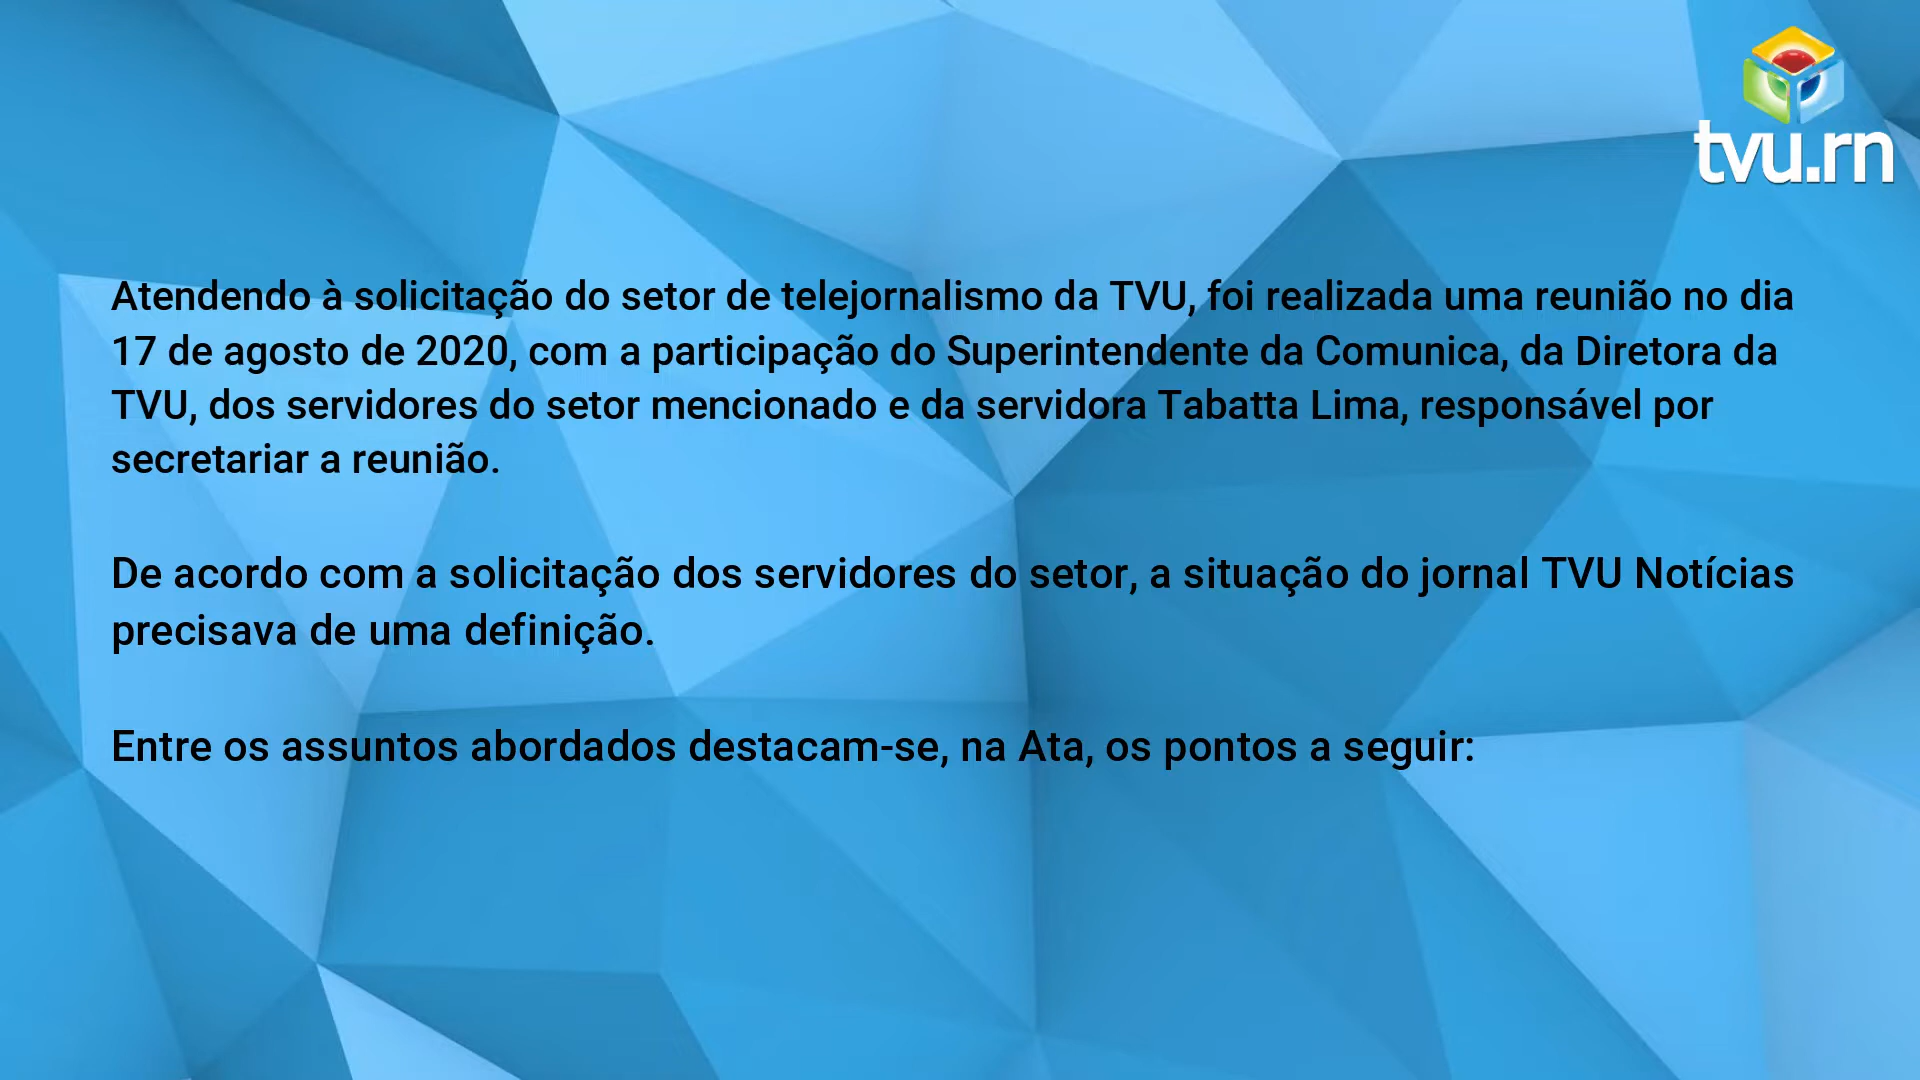 tvu.rn
Atendendo à solicitação do setor de telejornalismo da TVU, foi realizada uma reunião no dia
17 de agosto de 2020, com a participação do Superintendente da Comunica, da Diretora da
TVU, dos servidores do setor mencionado e da servidora Tabatta Lima, responsável por
secretariar a reunião.
De acordo com a solicitação dos servidores do setor, a situação do jornal TVU Notícias
precisava de uma definição.
Entre os assuntos abordados destacam-se, na Ata, os pontos a seguir: